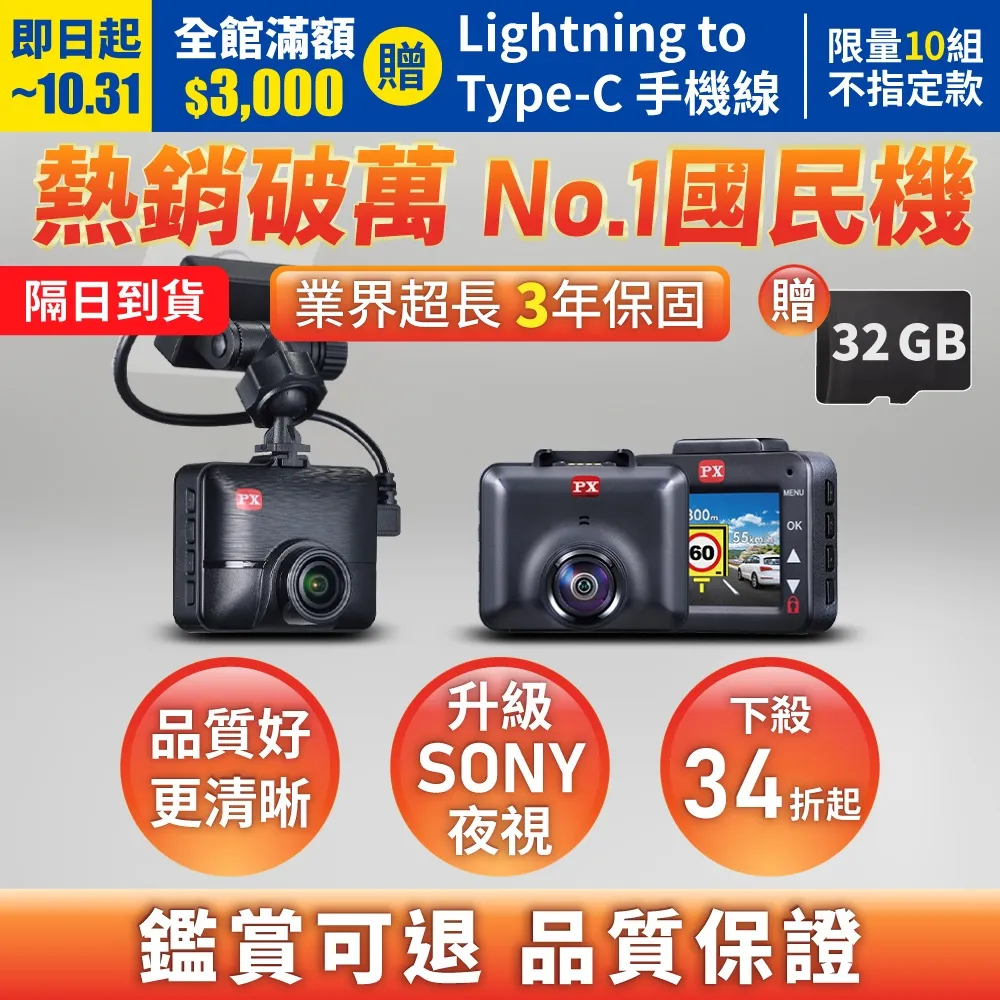 即日起
~10.31
全館滿額
$3,000
贈
Lightning to
Type-C 手機線
限量10組
不指定款
熱銷破萬 No.1國民機
隔日到貨
業界超長 3年保固
贈
32 GB
PX
PX
PX
MENU
OK
300m
55km/h
60
品質好
更清晰
升級
SONY
夜視
下殺
34折起
鑑賞可退 品質保證